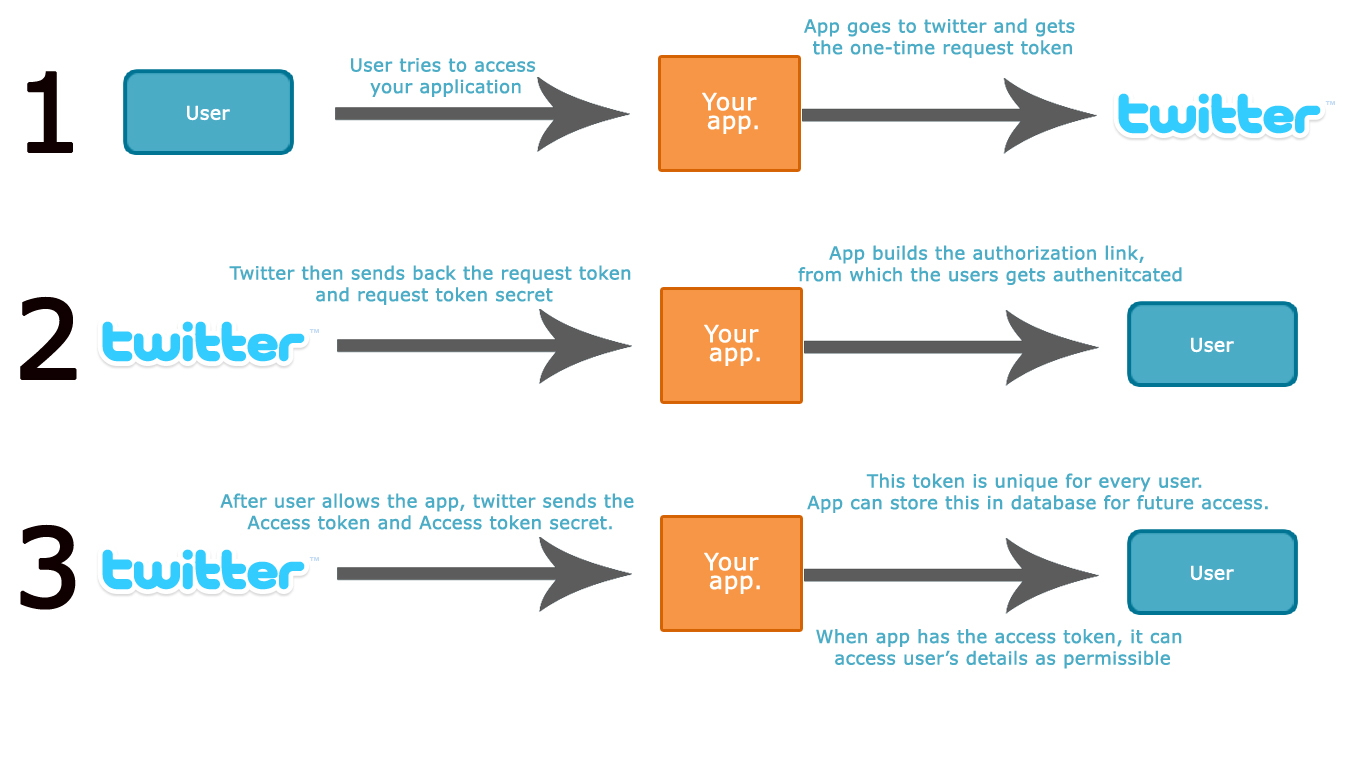 1
User
User tries to access
your application
Your
app.
App goes to twitter and gets
the one-time request token
twitter™
2
twitter™
Twitter then sends back the request token
and request token secret
Your
app.
App builds the authorization link,
from which the users gets authenitcated
User
3
twitter™
After user allows the app, twitter sends the
Access token and Access token secret.
Your
app.
This token is unique for every user.
App can store this in database for future access.
User
When app has the access token, it can
access user’s details as permissible